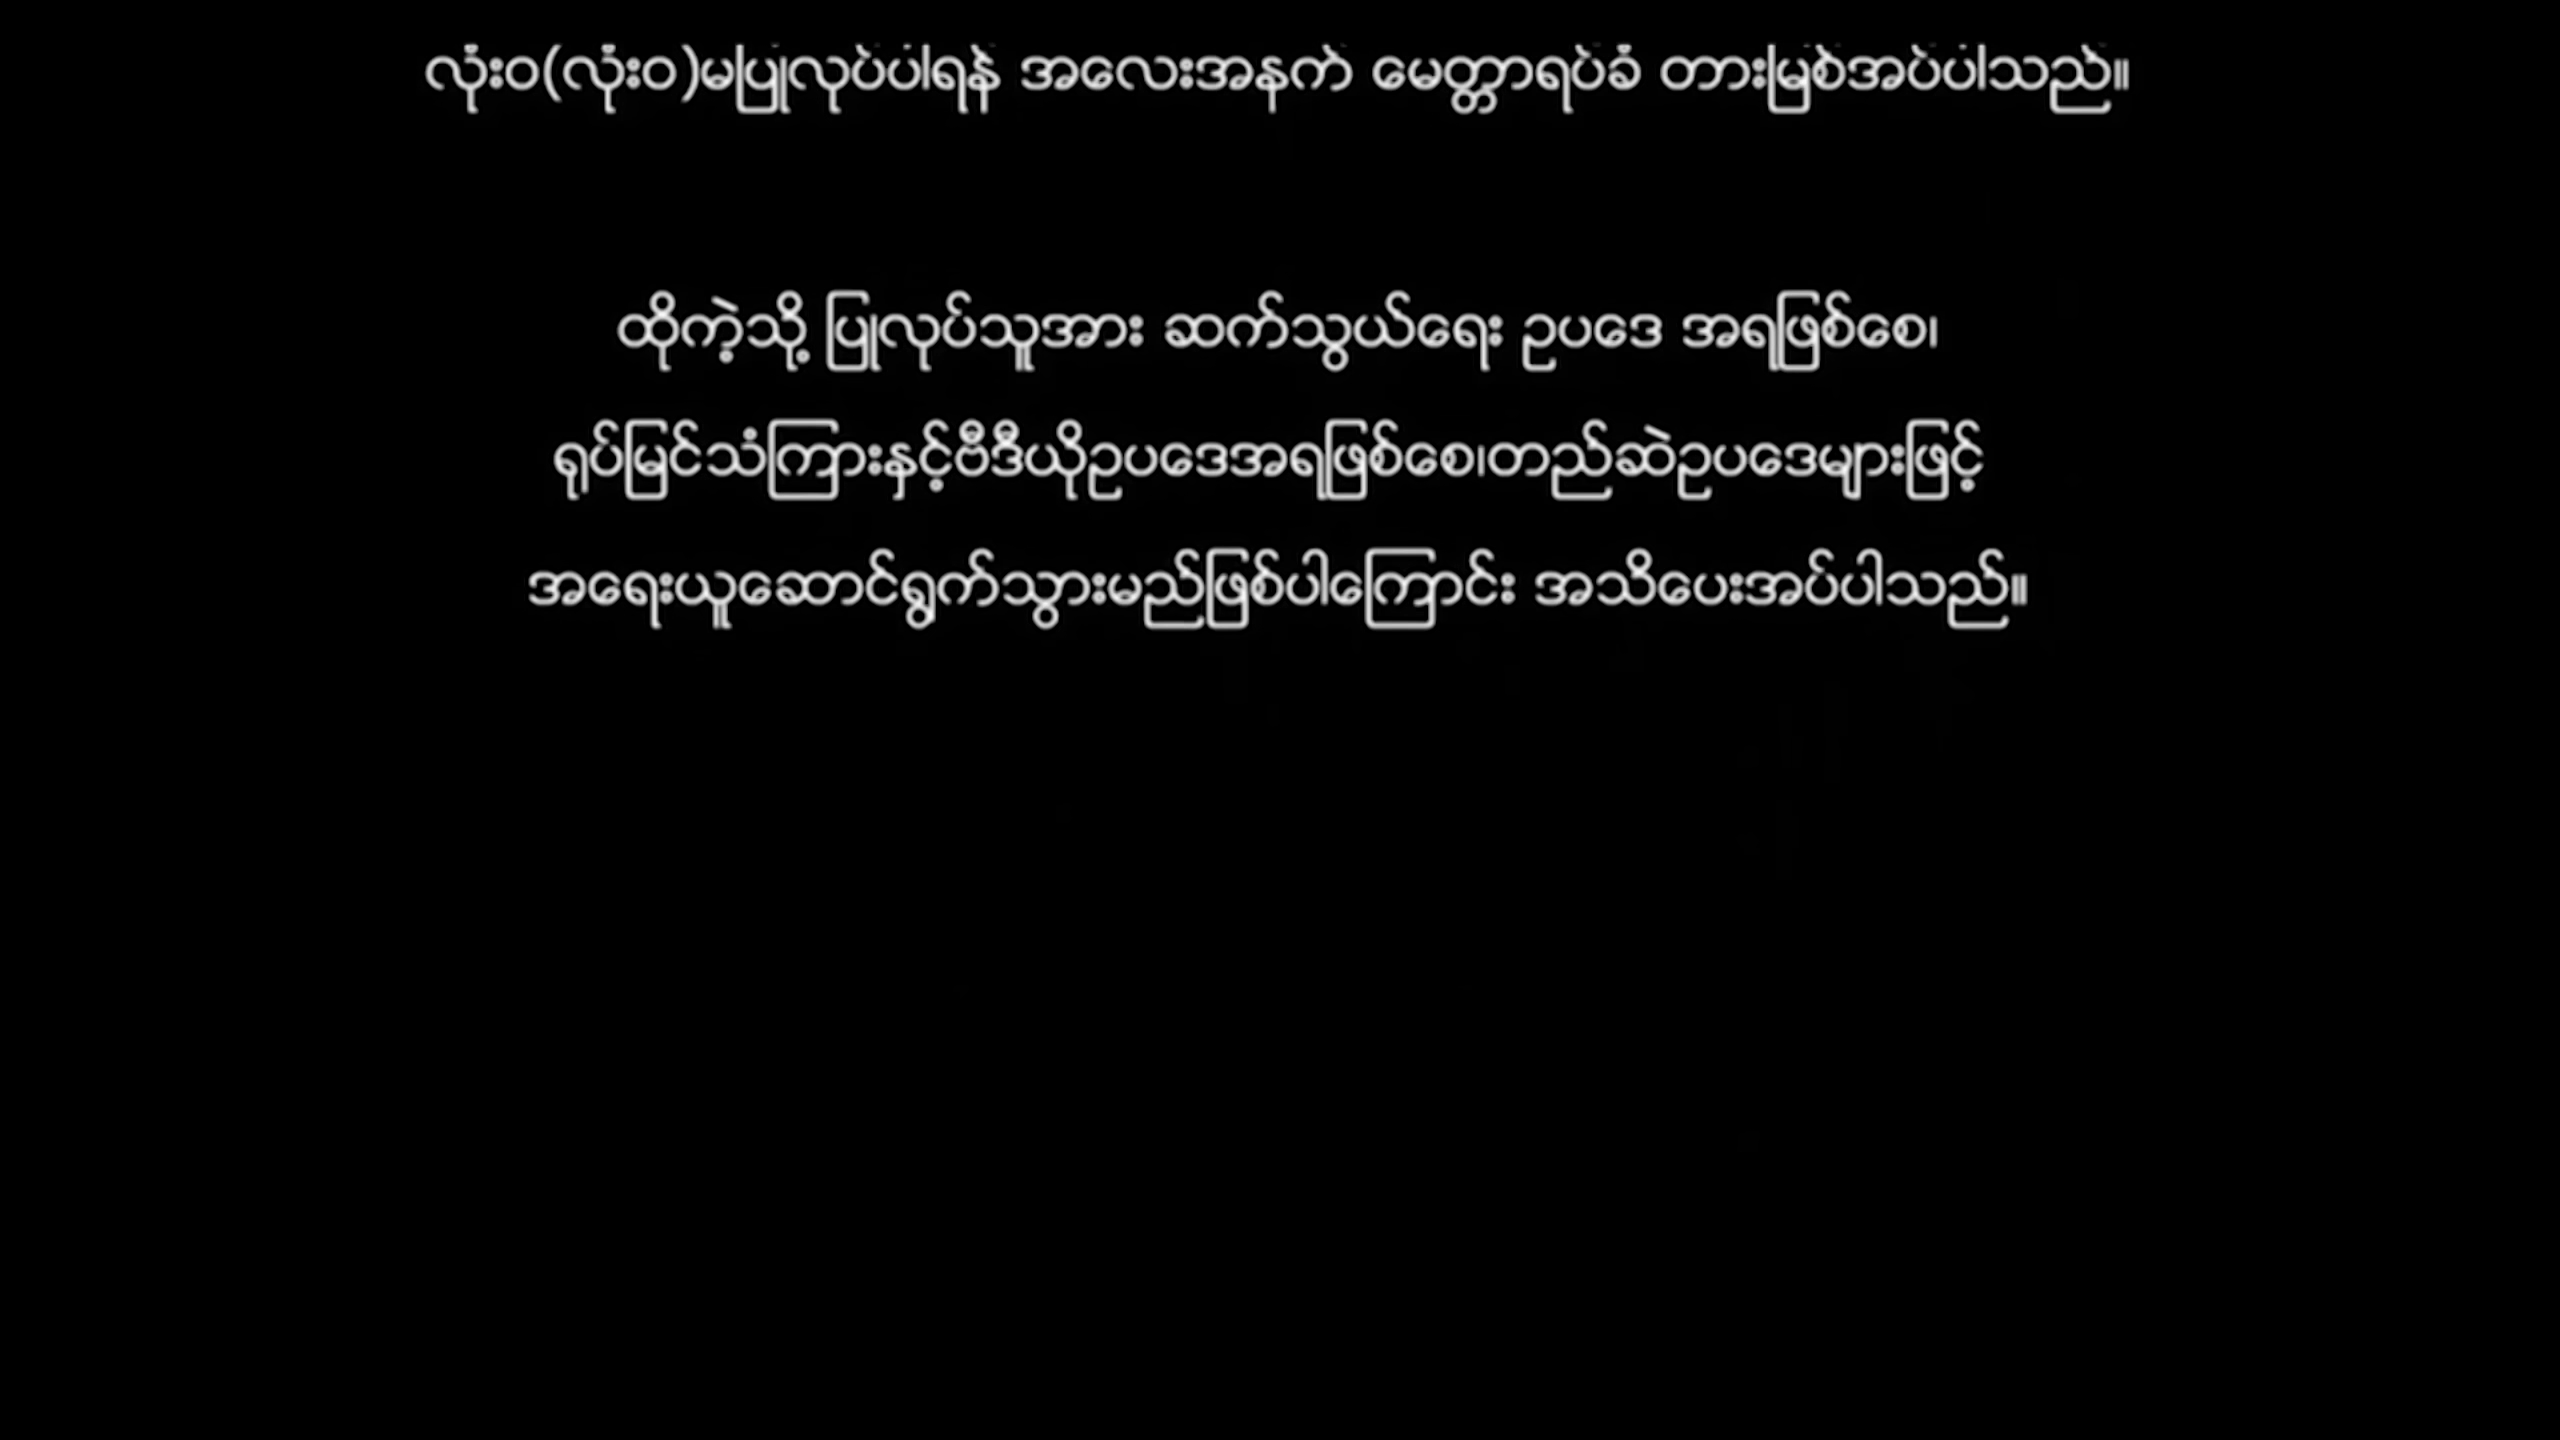 လုံးဝ(လုံးဝ)မပြုလုပ်ပါရန် အလေးအနက် မေတ္တာရပ်ခံ တားမြစ်အပ်ပါသည်။
ထိုကဲ့သို့ ပြုလုပ်သူအား ဆက်သွယ်ရေး ဥပဒေ အရဖြစ်စေ၊
ရုပ်မြင်သံကြားနှင့်ဗီဒီယိုဥပဒေအရဖြစ်စေ၊တည်ဆဲဥပဒေများဖြင့်
အရေးယူဆောင်ရွက်သွားမည်ဖြစ်ပါကြောင်း အသိပေးအပ်ပါသည်။